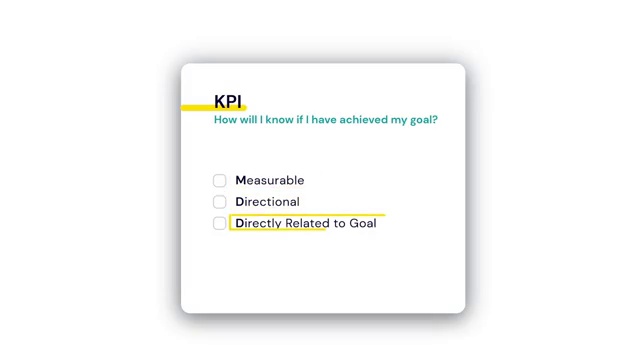 KPI
How will I know if I have achieved my goal?
Measurable
Directional
Directly Related to Goal